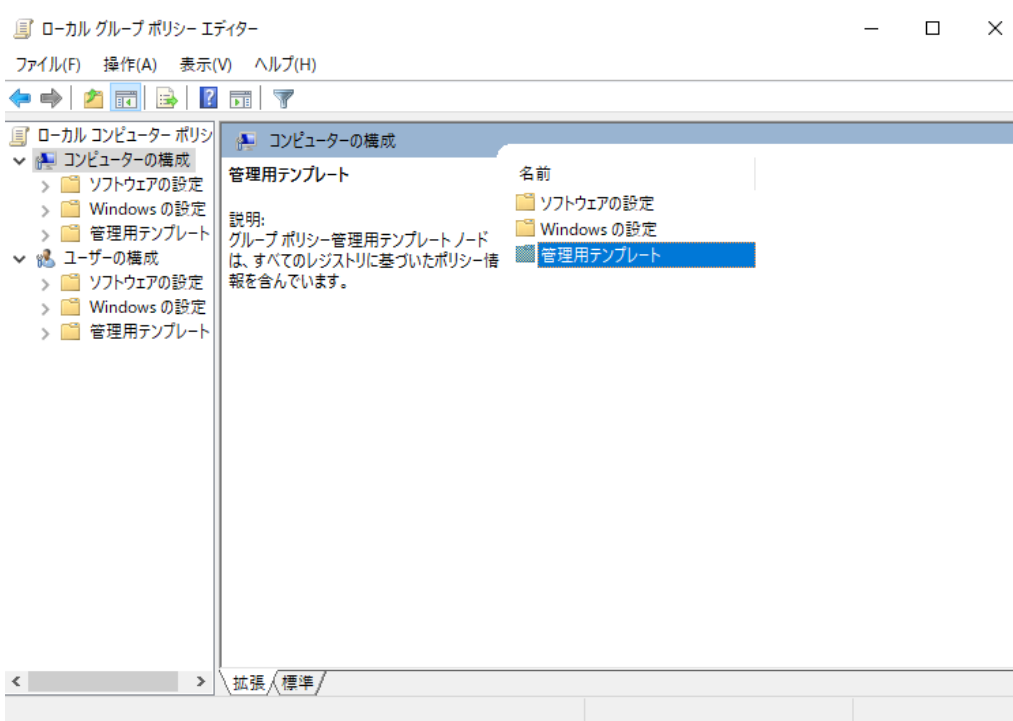 ローカル グループ ポリシー エディター
ファイル(F) 操作(A) 表示(V) ヘルプ(H)
ローカル コンピューター ポリシ
コンピューターの構成
ソフトウェアの設定
Windows の設定
管理用テンプレート
ユーザーの構成
ソフトウェアの設定
Windows の設定
管理用テンプレート
コンピューターの構成
管理用テンプレート
説明:
グループ ポリシー管理用テンプレート ノード
は、すべてのレジストリに基づいたポリシー情
報を含んでいます。
名前
ソフトウェアの設定
Windows の設定
管理用テンプレート
拡張 標準